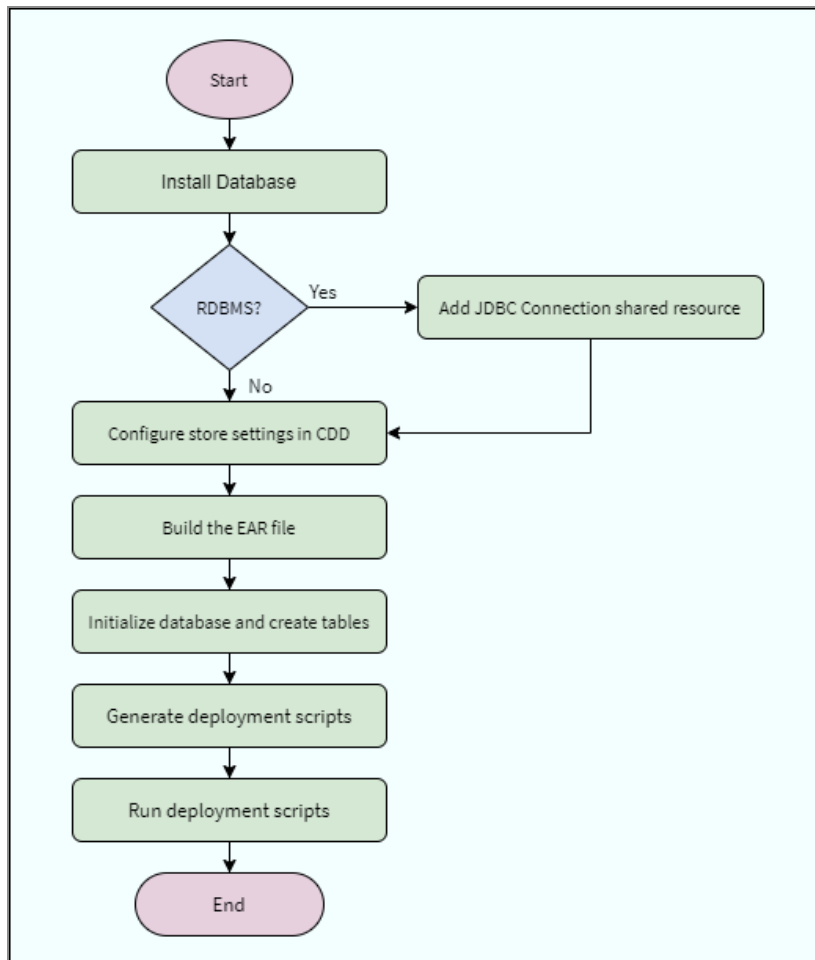 Start
Install Database
RDBMS?
Yes
Add JDBC Connection shared resource
No
Configure store settings in CDD
Build the EAR file
Initialize database and create tables
Generate deployment scripts
Run deployment scripts
End